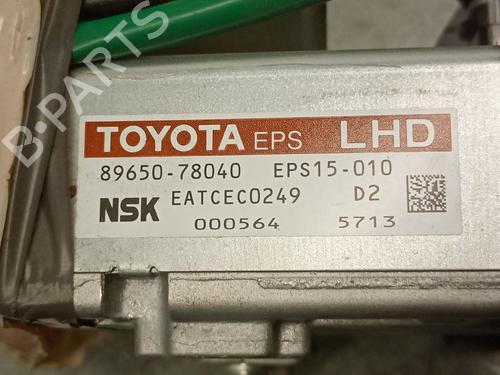 B-PARTS
TOYOTA EPS LHD
89650-78040 EPS15-010
NSK EATCEC0249 D2
000564 5713